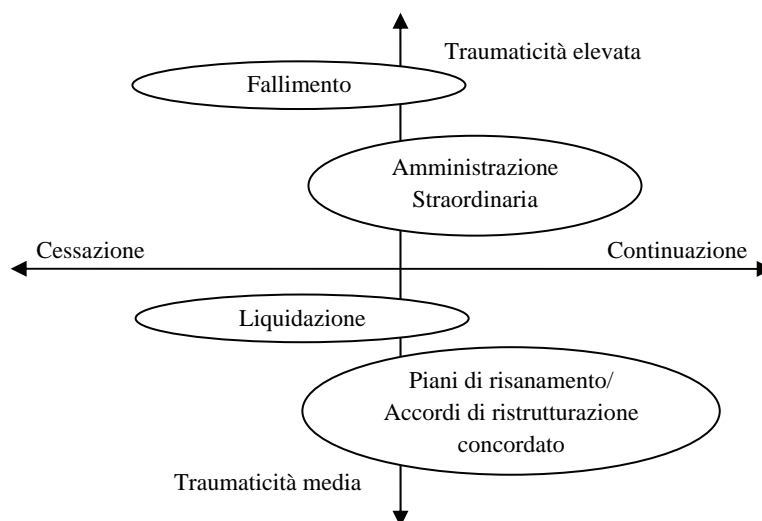 Traumaticità elevata
Fallimento
Amministrazione
Straordinaria
Cessazione
Continuazione
Liquidazione
Piani di risanamento/
Accordi di ristrutturazione
concordato
Traumaticità media